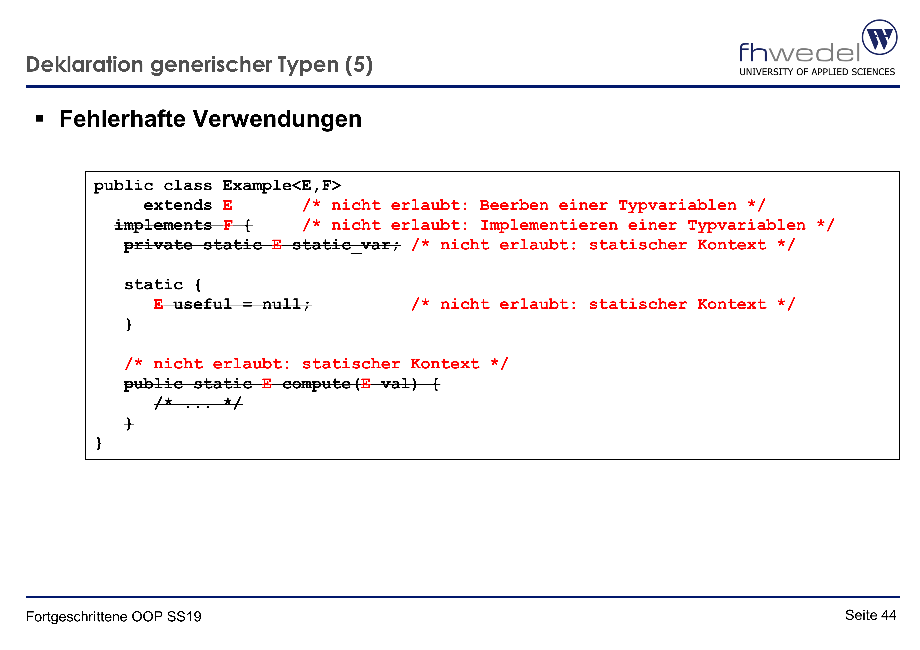 Deklaration generischer Typen (5)
fhwedel
UNIVERSITY OF APPLIED SCIENCES
W
▪ Fehlerhafte Verwendungen
public class Example<E,F>
extends E /* nicht erlaubt: Beerben einer Typvariablen */
implements F { /* nicht erlaubt: Implementieren einer Typvariablen */
private static E static_var; /* nicht erlaubt: statischer Kontext */
static {
E useful = null; /* nicht erlaubt: statischer Kontext */
}
/* nicht erlaubt: statischer Kontext */
public static E compute(E val) {
/* ... */
}
}
Fortgeschrittene OOP SS19
Seite 44